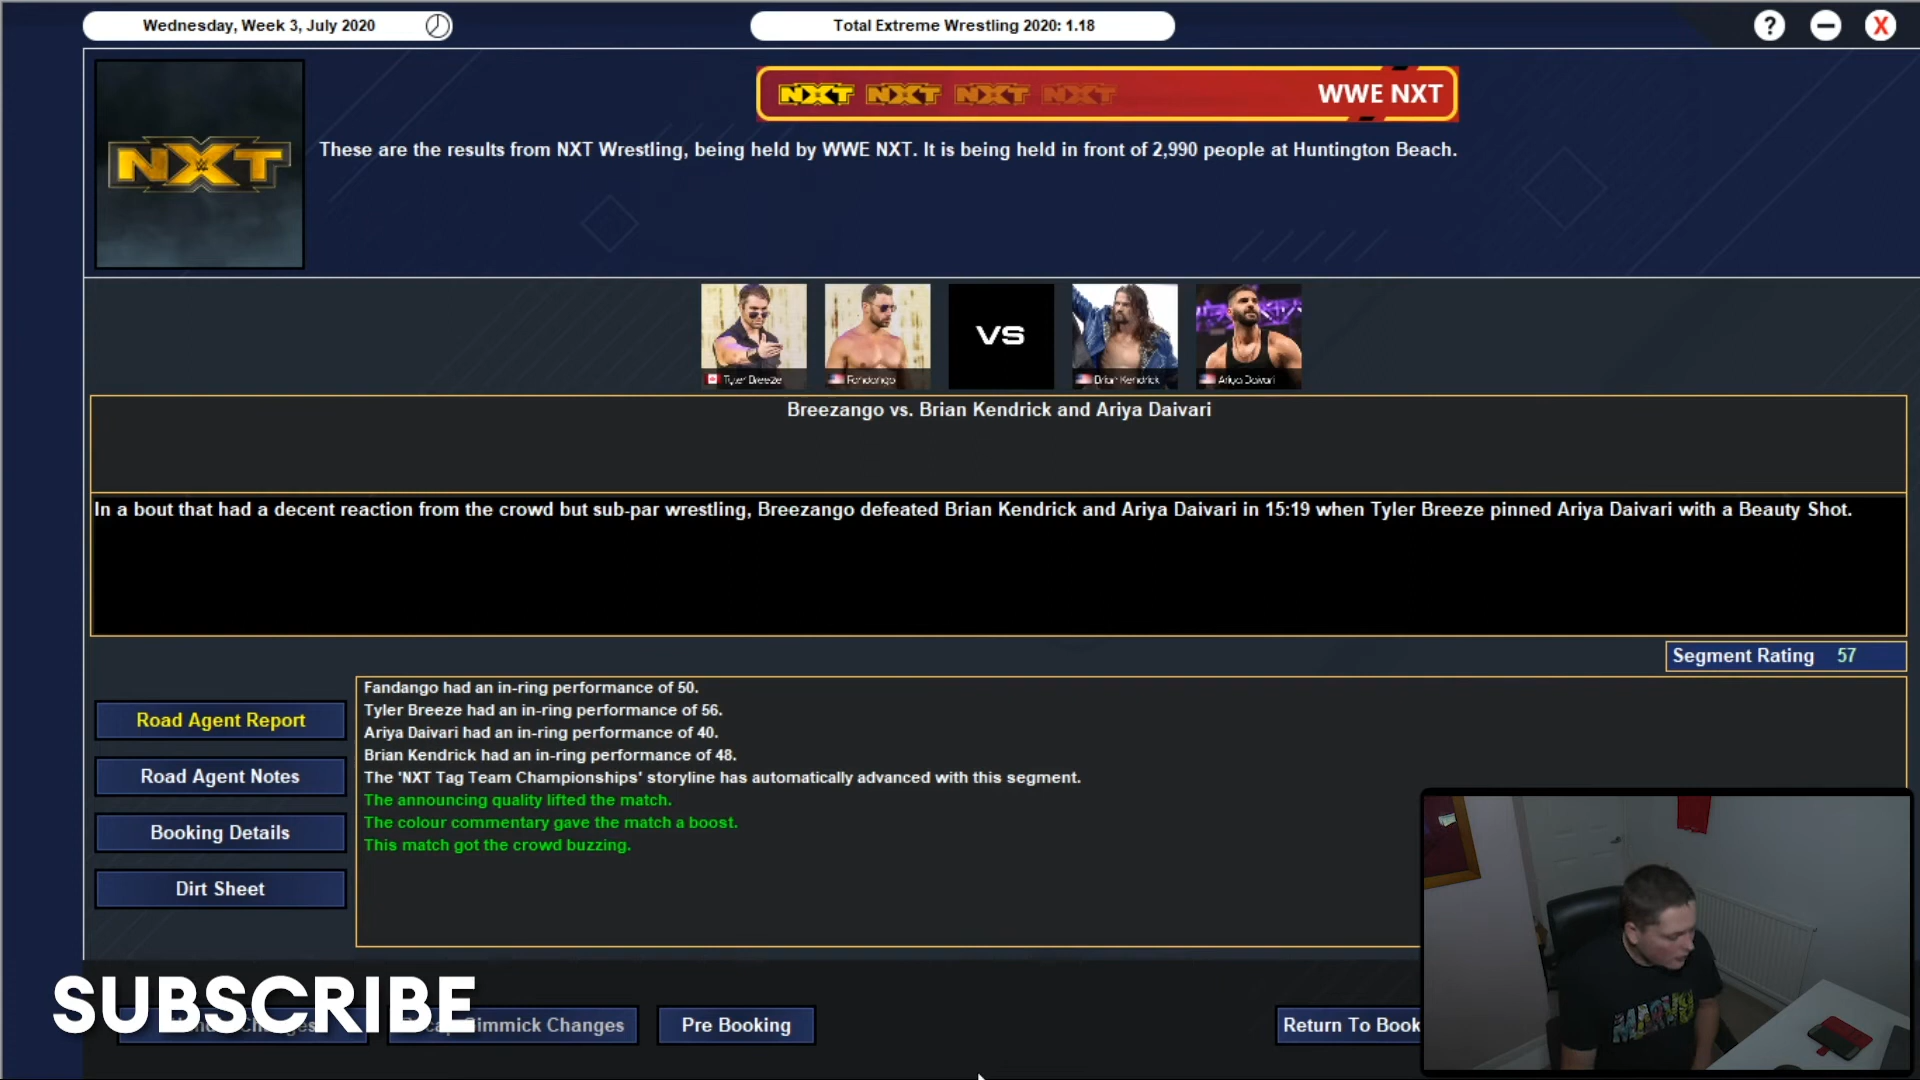 Wednesday, Week 3, July 2020
Total Extreme Wrestling 2020: 1.18
?
X
NXT NXT NXT NXT
WWE NXT
NXT
These are the results from NXT Wrestling, being held by WWE NXT. It is being held in front of 2,990 people at Huntington Beach.
VS
Tyler Breeze
Fandango
Brian Kendrick
Ariya Daivari
Breezango vs. Brian Kendrick and Ariya Daivari
In a bout that had a decent reaction from the crowd but sub-par wrestling, Breezango defeated Brian Kendrick and Ariya Daivari in 15:19 when Tyler Breeze pinned Ariya Daivari with a Beauty Shot.
Segment Rating 57
Road Agent Report
Road Agent Notes
Booking Details
Dirt Sheet
Fandango had an in-ring performance of 50.
Tyler Breeze had an in-ring performance of 56.
Ariya Daivari had an in-ring performance of 40.
Brian Kendrick had an in-ring performance of 48.
The 'NXT Tag Team Championships' storyline has automatically advanced with this segment.
The announcing quality lifted the match.
The colour commentary gave the match a boost.
This match got the crowd buzzing.
SUBSCRIBE
Gimmick Changes
Pre Booking
Return To Book